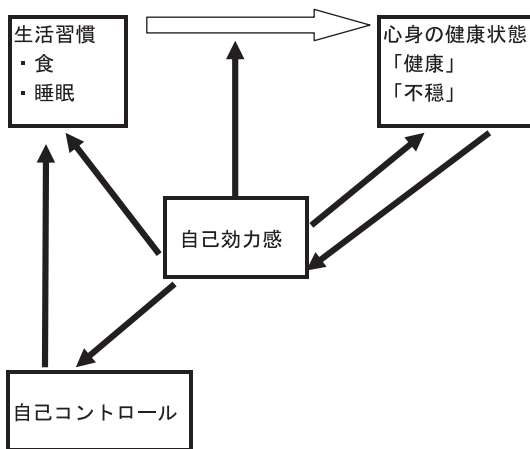 生活習慣
・食
・睡眠
心身の健康状態
「健康」
「不穏」
自己効力感
自己コントロール